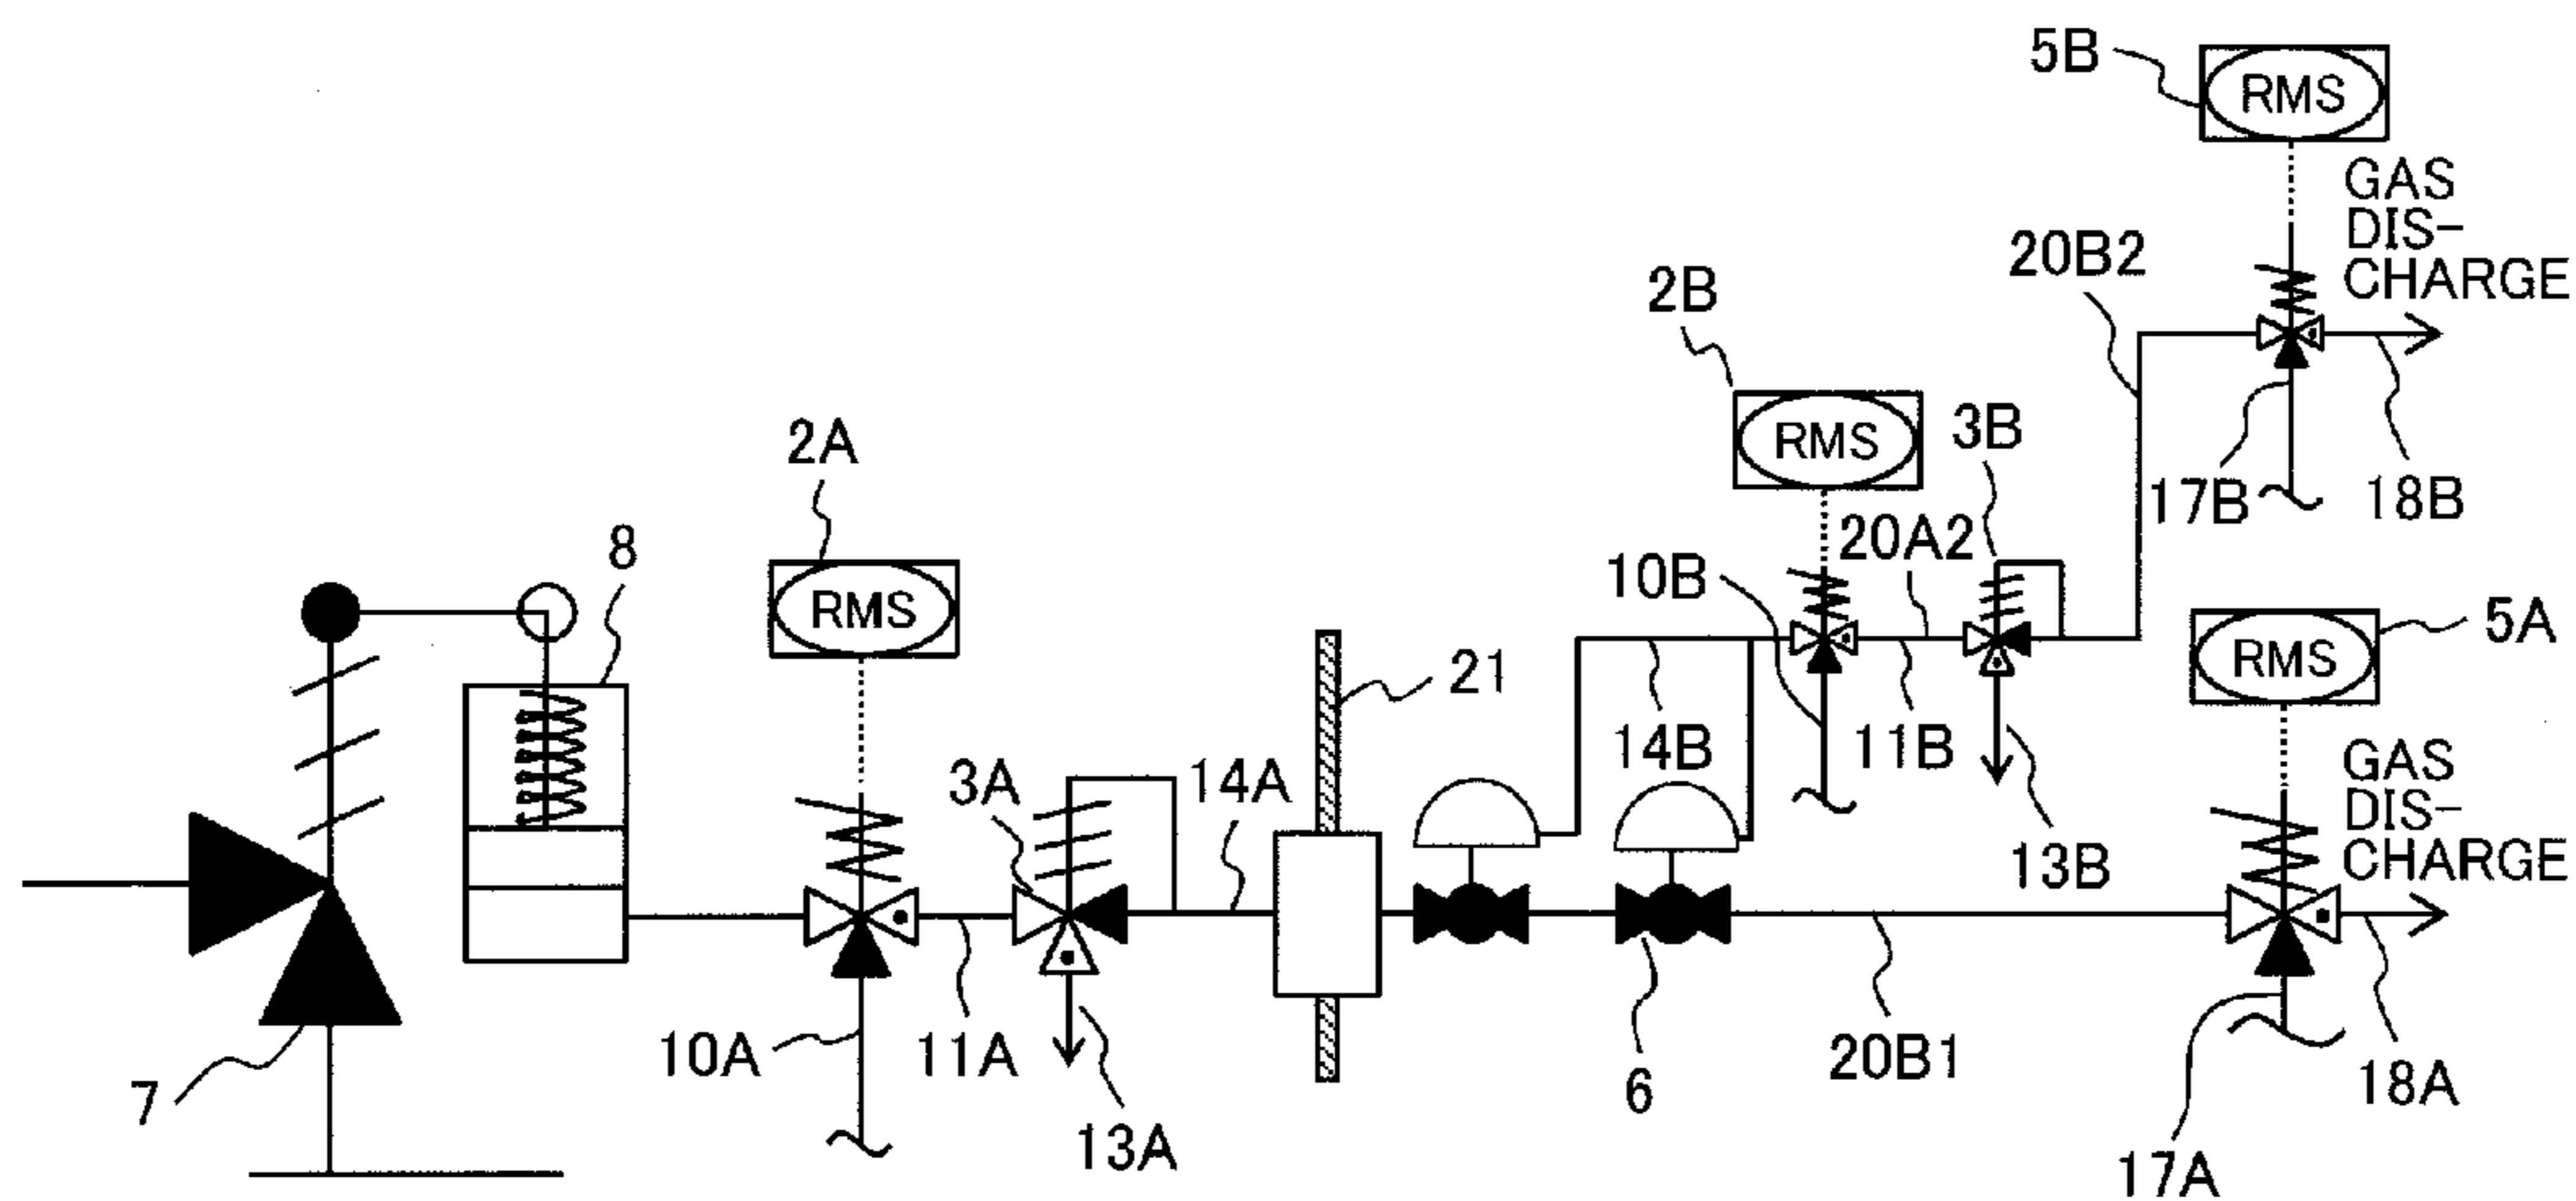 5B
RMS
GAS
DIS-
CHARGE
20B2
2B
RMS
3B
17B
18B
2A
RMS
8
10B
20A2
5A
RMS
21
14B
11B
3A
14A
13B
GAS
DIS-
CHARGE
10A
11A
20B1
7
6
18A
13A
17A